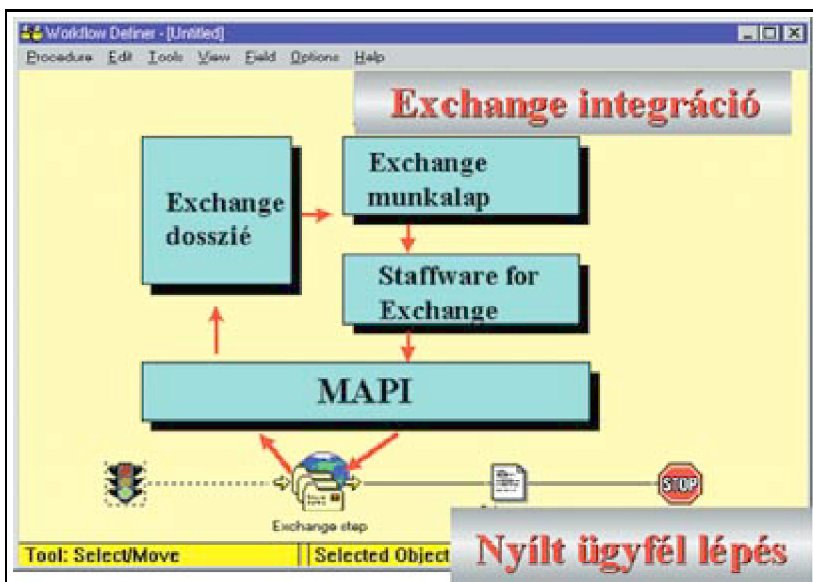 Workflow Definer - [Untitled]
Procedure Edit Tools View Field Options Help
Exchange integráció
Exchange
dosszié
Exchange
munkalap
Staffware for
Exchange
MAPI
STOP
Exchange step
Tool: Select/Move
Selected Object
Nyílt ügyfél lépés